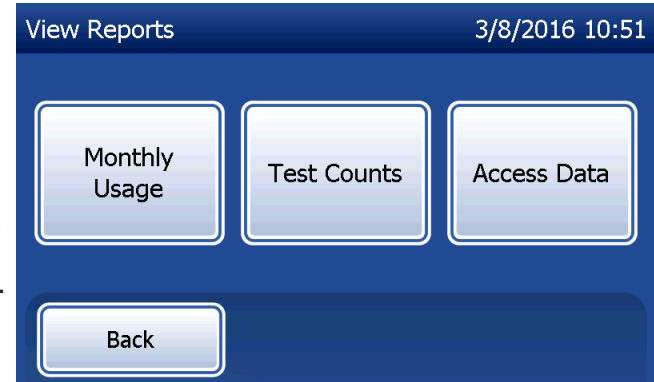 View Reports 3/8/2016 10:51
Monthly
Usage
Test Counts
Access Data
Back